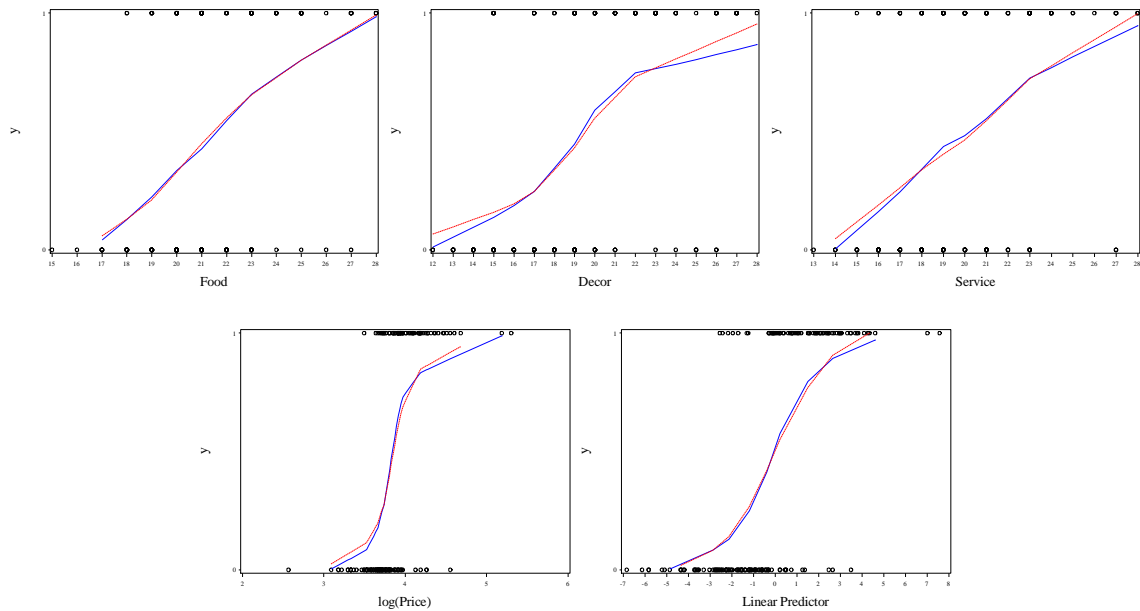 1
y
0
15 16 17 18 19 20 21 22 23 24 25 26 27 28
Food
1
y
0
12 13 14 15 16 17 18 19 20 21 22 23 24 25 26 27 28
Decor
1
y
0
13 14 15 16 17 18 19 20 21 22 23 24 25 26 27 28
Service
1
y
0
2 3 4 5 6
log(Price)
1
y
0
-7 -6 -5 -4 -3 -2 -1 0 1 2 3 4 5 6 7 8
Linear Predictor